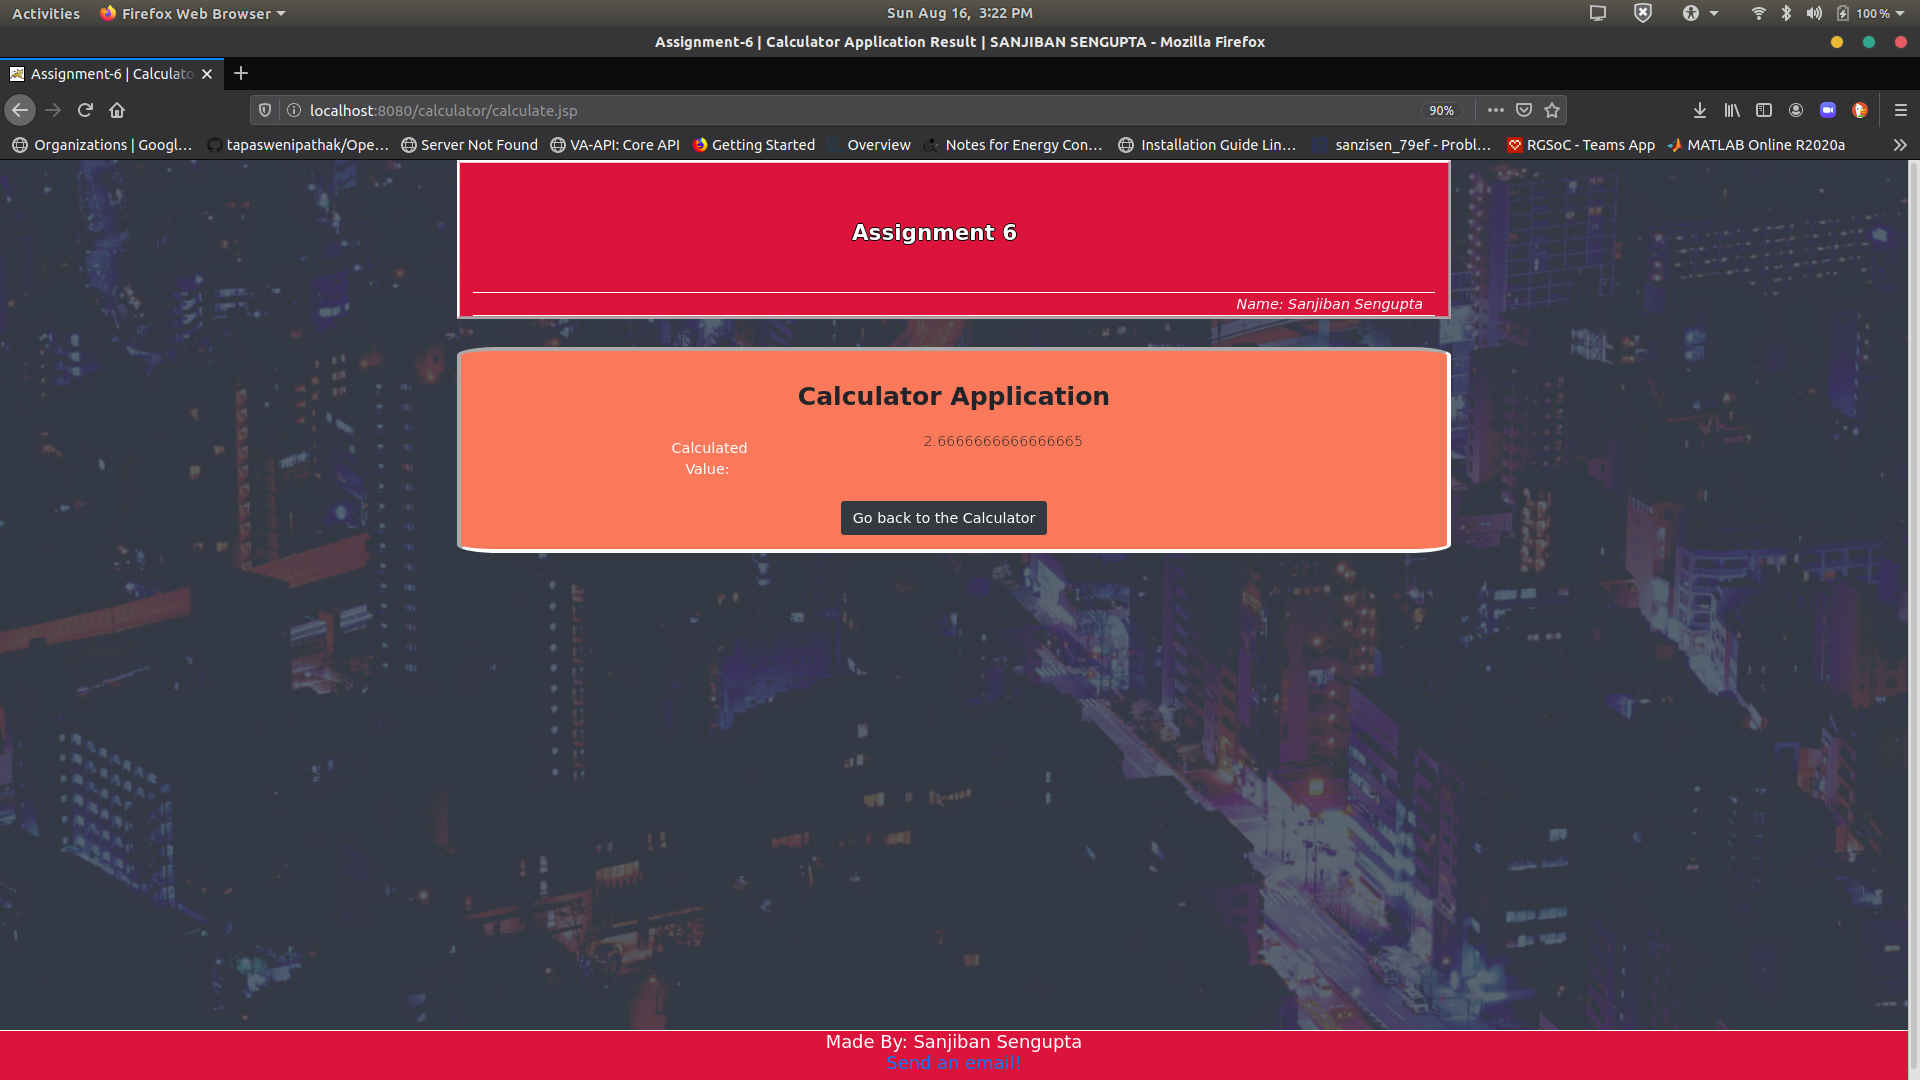 Activities Firefox Web Browser Sun Aug 16, 3:22 PM 100 %
Assignment-6 | Calculator Application Result | SANJIBAN SENGUPTA - Mozilla Firefox
Assignment-6 | Calculato
localhost:8080/calculator/calculate.jsp 90%
Organizations | Googl... tapaswenipathak/Ope... Server Not Found VA-API: Core API Getting Started Overview Notes for Energy Con... Installation Guide Lin... sanzisen_79ef - Probl... RGSoC - Teams App MATLAB Online R2020a
Assignment 6
Name: Sanjiban Sengupta
Calculator Application
Calculated 2.6666666666666665
Value:
Go back to the Calculator
Made By: Sanjiban Sengupta
Send an email!